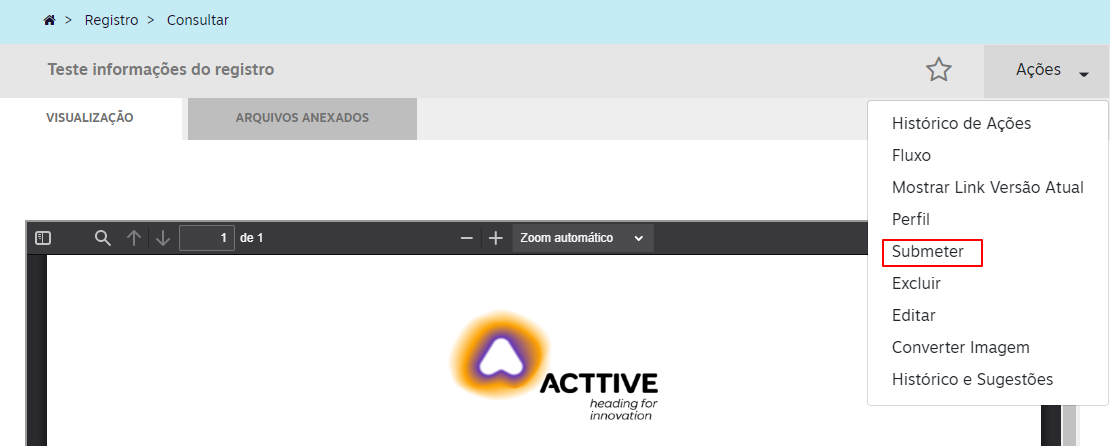 > Registro > Consultar
Teste informações do registro
Ações
VISUALIZAÇÃO
ARQUIVOS ANEXADOS
Histórico de Ações
Fluxo
Mostrar Link Versão Atual
Perfil
Submeter
Excluir
Editar
Converter Imagem
Histórico e Sugestões
1 de 1
Zoom automático
ACTTIVE
heading for
innovation